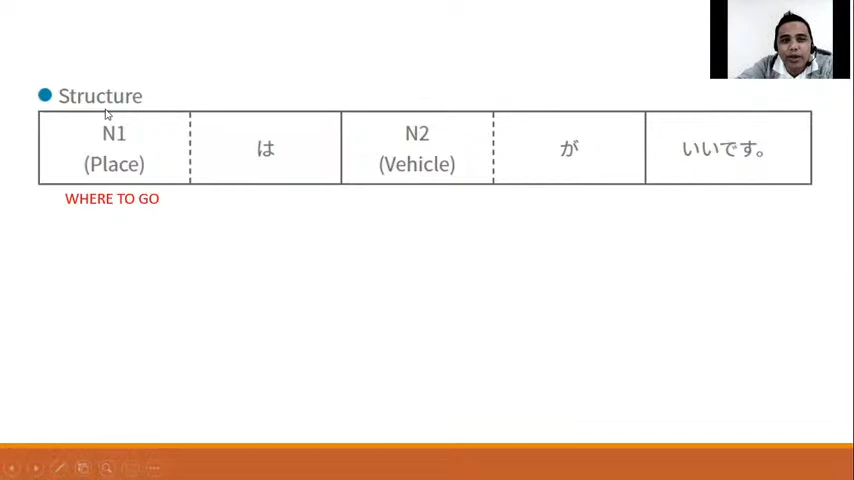 Structure
N1 は N2 が いいです。
(Place) (Vehicle)
WHERE TO GO